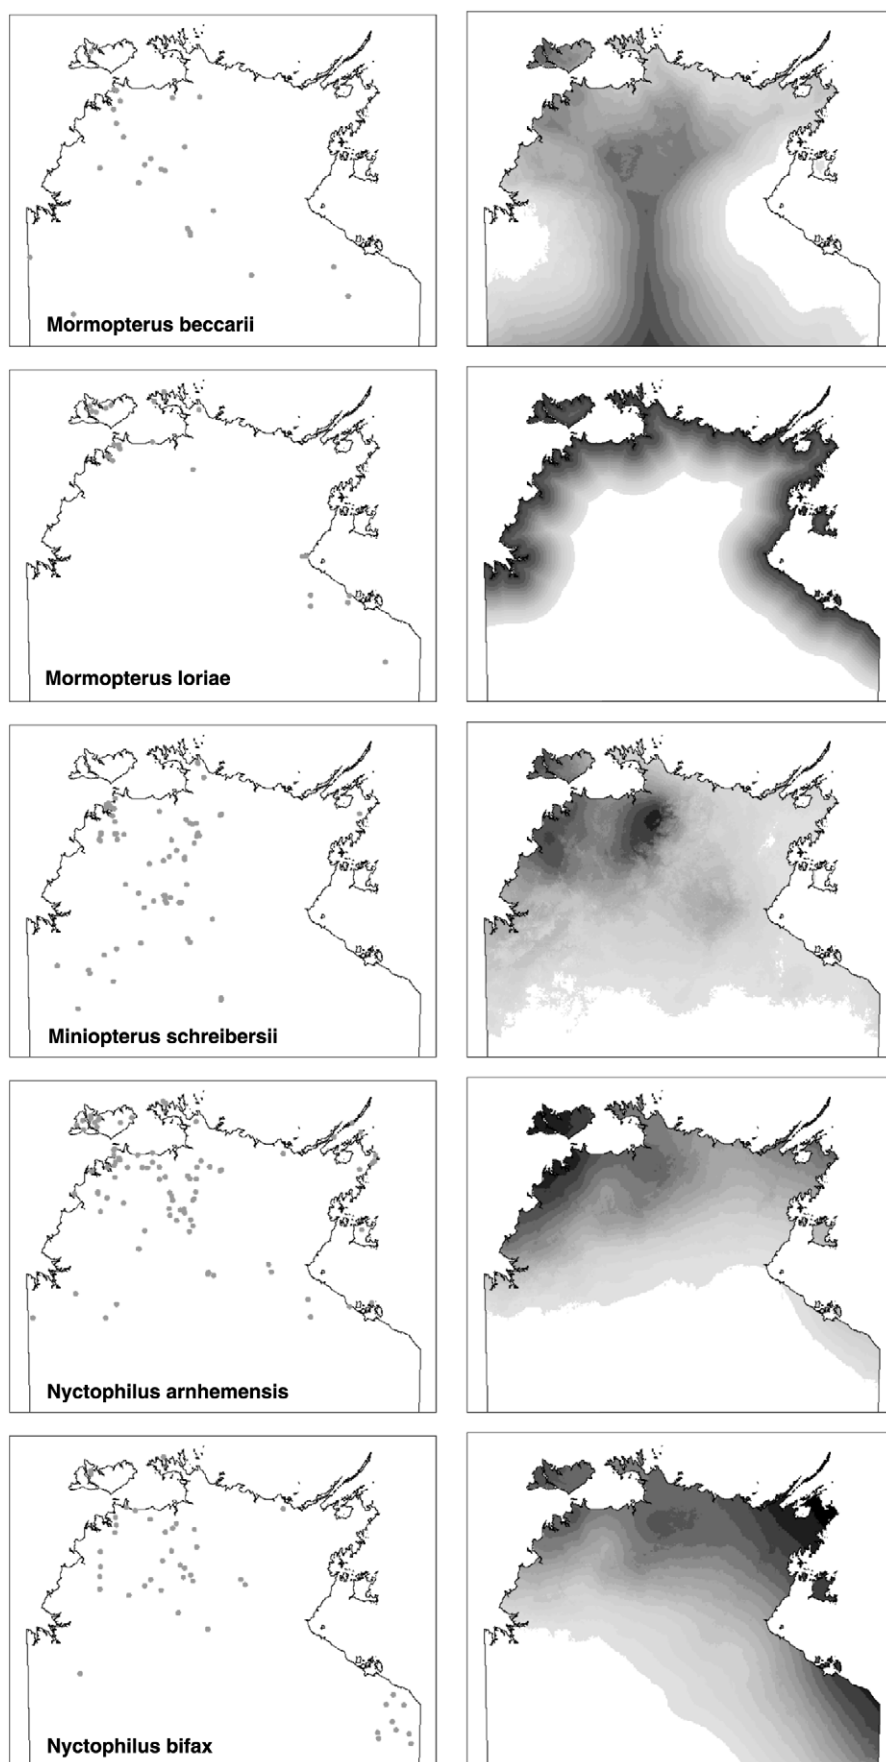 Mormopterus beccarii
Mormopterus loriae
Miniopterus schreibersii
Nyctophilus arnhemensis
Nyctophilus bifax